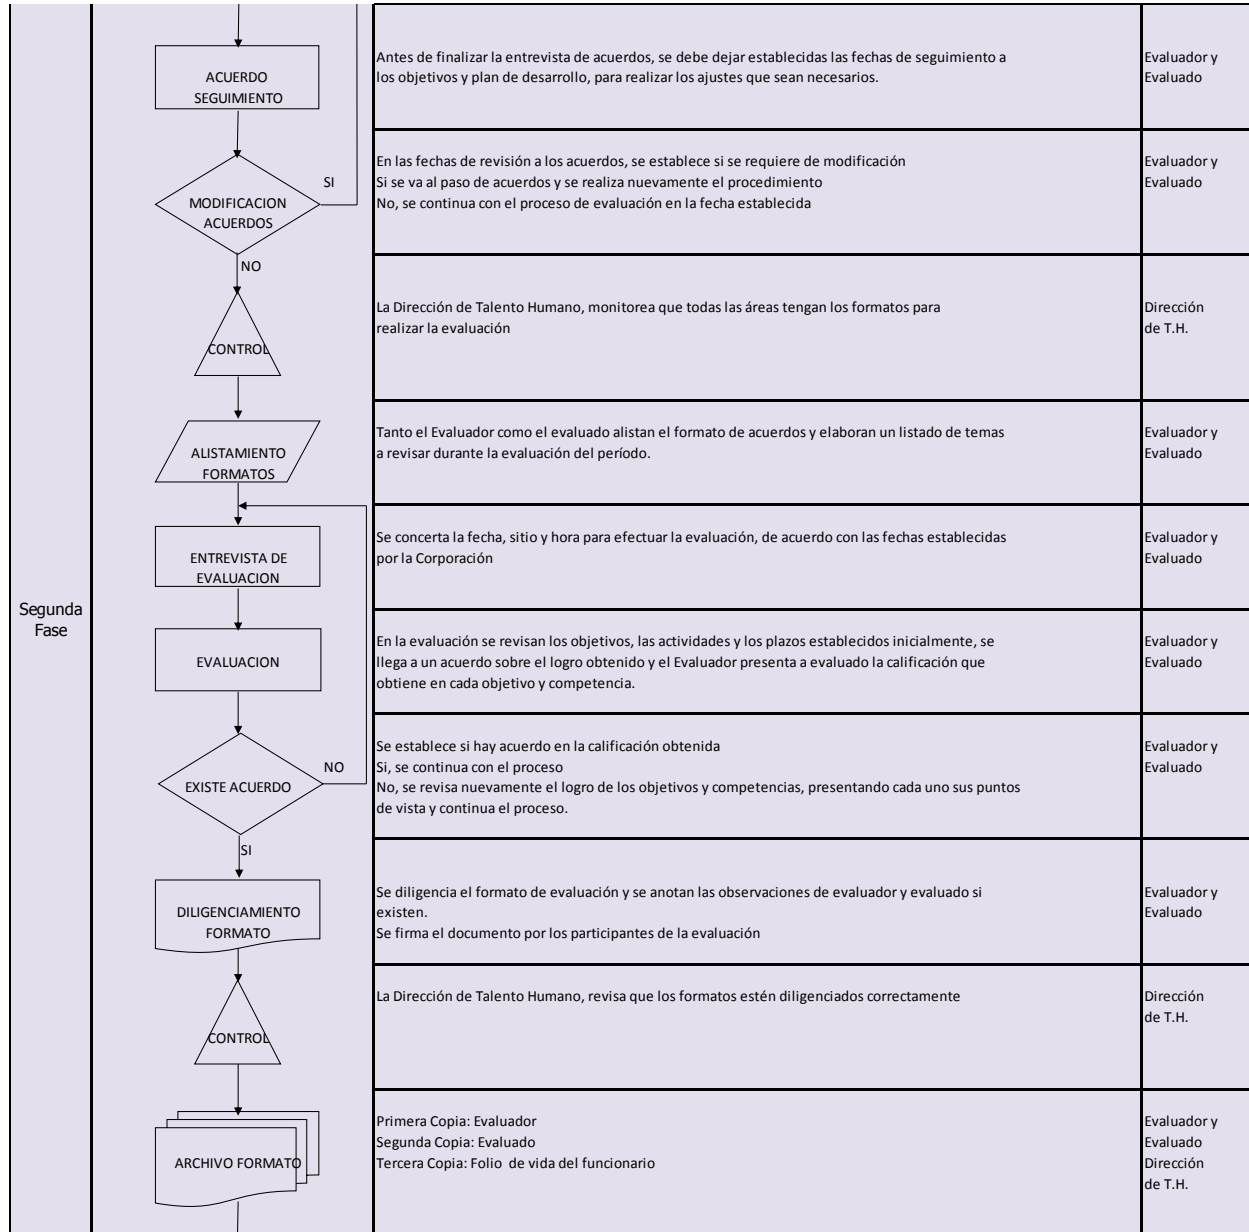 Segunda
Fase
ACUERDO
SEGUIMIENTO
Antes de finalizar la entrevista de acuerdos, se debe dejar establecidas las fechas de seguimiento a
los objetivos y plan de desarrollo, para realizar los ajustes que sean necesarios.
Evaluador y
Evaluado
MODIFICACION
ACUERDOS
SI
NO
En las fechas de revisión a los acuerdos, se establece si se requiere de modificación
Si se va al paso de acuerdos y se realiza nuevamente el procedimiento
No, se continua con el proceso de evaluación en la fecha establecida
Evaluador y
Evaluado
CONTROL
La Dirección de Talento Humano, monitorea que todas las áreas tengan los formatos para
realizar la evaluación
Dirección
de T.H.
ALISTAMIENTO
FORMATOS
Tanto el Evaluador como el evaluado alistan el formato de acuerdos y elaboran un listado de temas
a revisar durante la evaluación del período.
Evaluador y
Evaluado
ENTREVISTA DE
EVALUACION
Se concerta la fecha, sitio y hora para efectuar la evaluación, de acuerdo con las fechas establecidas
por la Corporación
Evaluador y
Evaluado
EVALUACION
En la evaluación se revisan los objetivos, las actividades y los plazos establecidos inicialmente, se
llega a un acuerdo sobre el logro obtenido y el Evaluador presenta a evaluado la calificación que
obtiene en cada objetivo y competencia.
Evaluador y
Evaluado
EXISTE ACUERDO
NO
SI
Se establece si hay acuerdo en la calificación obtenida
Si, se continua con el proceso
No, se revisa nuevamente el logro de los objetivos y competencias, presentando cada uno sus puntos
de vista y continua el proceso.
Evaluador y
Evaluado
DILIGENCIAMIENTO
FORMATO
Se diligencia el formato de evaluación y se anotan las observaciones de evaluador y evaluado si
existen.
Se firma el documento por los participantes de la evaluación
Evaluador y
Evaluado
CONTROL
La Dirección de Talento Humano, revisa que los formatos estén diligenciados correctamente
Dirección
de T.H.
ARCHIVO FORMATO
Primera Copia: Evaluador
Segunda Copia: Evaluado
Tercera Copia: Folio de vida del funcionario
Evaluador y
Evaluado
Dirección
de T.H.